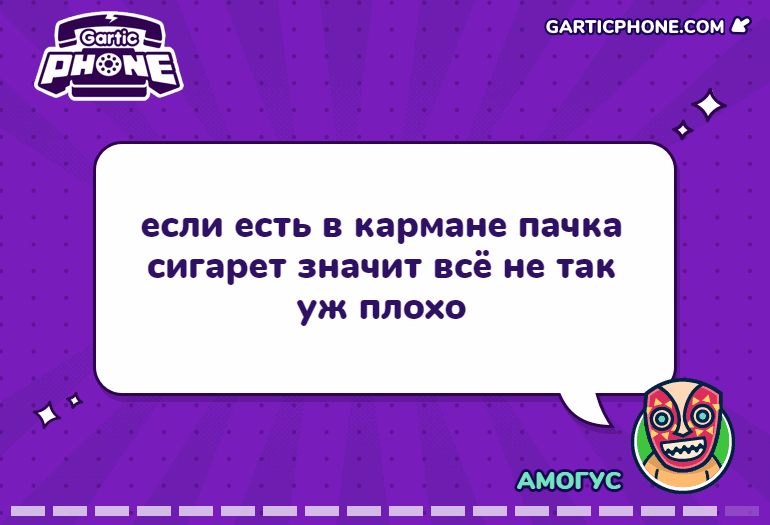 Gartic
PHONE
GARTICPHONE.COM
если есть в кармане пачка
сигарет значит всё не так
уж плохо
АМОГУС